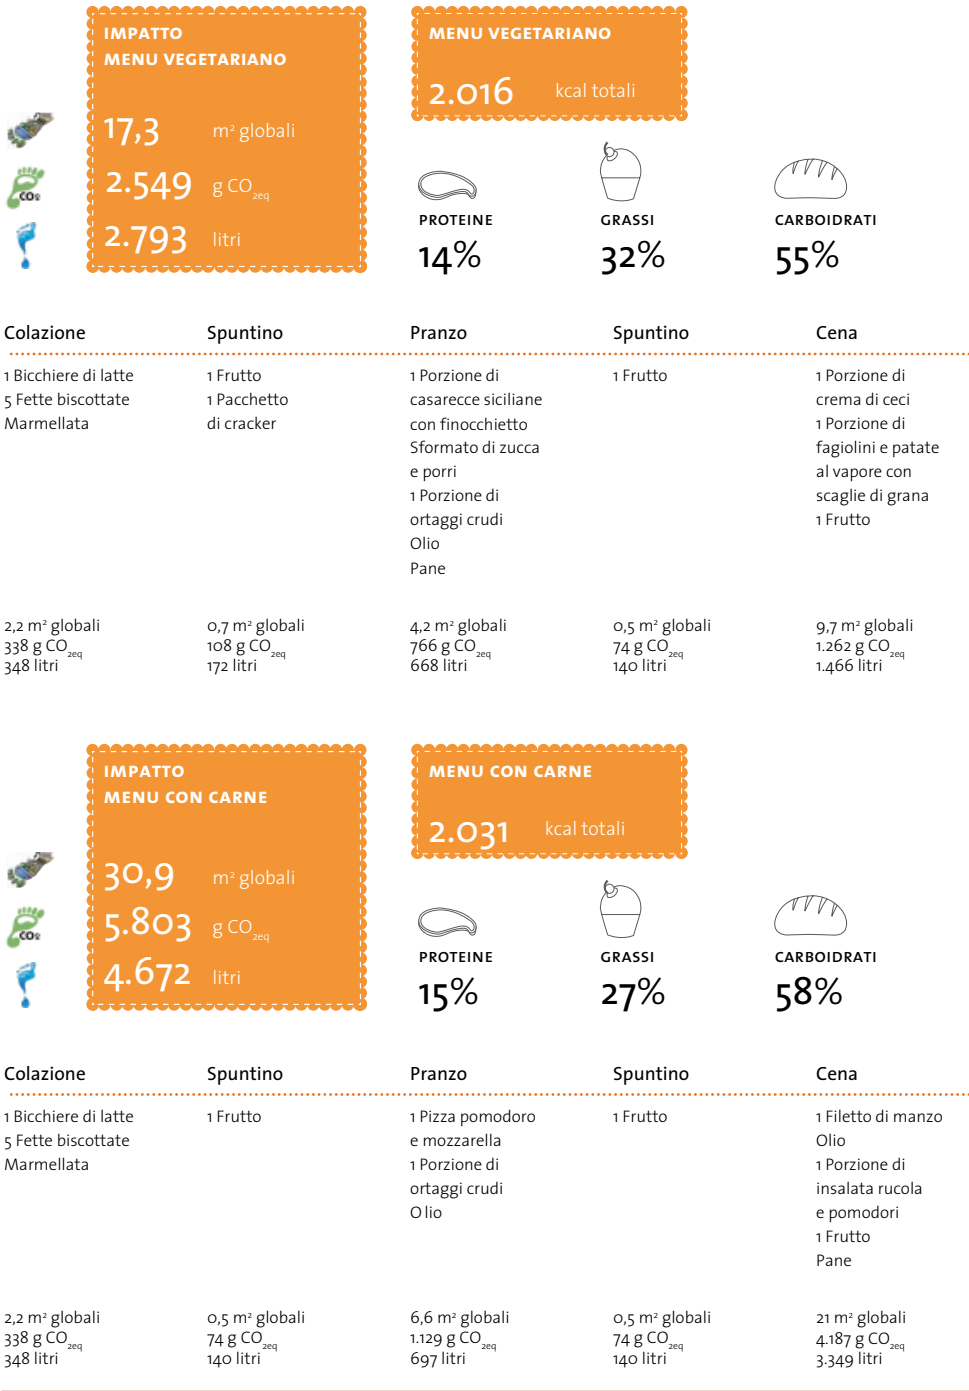 IMPATTO
MENU VEGETARIANO
17,3 m² globali
2.549 g CO2eq
2.793 litri
CO2
MENU VEGETARIANO
2.016 kcal totali
PROTEINE
14%
GRASSI
32%
CARBOIDRATI
55%
Colazione
1 Bicchiere di latte
5 Fette biscottate
Marmellata
2,2 m² globali
338 g CO2eq
348 litri
Spuntino
1 Frutto
1 Pacchetto
di cracker
0,7 m² globali
108 g CO2eq
172 litri
Pranzo
1 Porzione di
casarecce siciliane
con finocchietto
Sformato di zucca
e porri
1 Porzione di
ortaggi crudi
Olio
Pane
4,2 m² globali
766 g CO2eq
668 litri
Spuntino
1 Frutto
0,5 m² globali
74 g CO2eq
140 litri
Cena
1 Porzione di
crema di ceci
1 Porzione di
fagiolini e patate
al vapore con
scaglie di grana
1 Frutto
9,7 m² globali
1.262 g CO2eq
1.466 litri
IMPATTO
MENU CON CARNE
30,9 m² globali
5.803 g CO2eq
4.672 litri
CO2
MENU CON CARNE
2.031 kcal totali
PROTEINE
15%
GRASSI
27%
CARBOIDRATI
58%
Colazione
1 Bicchiere di latte
5 Fette biscottate
Marmellata
2,2 m² globali
338 g CO2eq
348 litri
Spuntino
1 Frutto
0,5 m² globali
74 g CO2eq
140 litri
Pranzo
1 Pizza pomodoro
e mozzarella
1 Porzione di
ortaggi crudi
O lio
6,6 m² globali
1.129 g CO2eq
697 litri
Spuntino
1 Frutto
0,5 m² globali
74 g CO2eq
140 litri
Cena
1 Filetto di manzo
Olio
1 Porzione di
insalata rucola
e pomodori
1 Frutto
Pane
21 m² globali
4.187 g CO2eq
3.349 litri